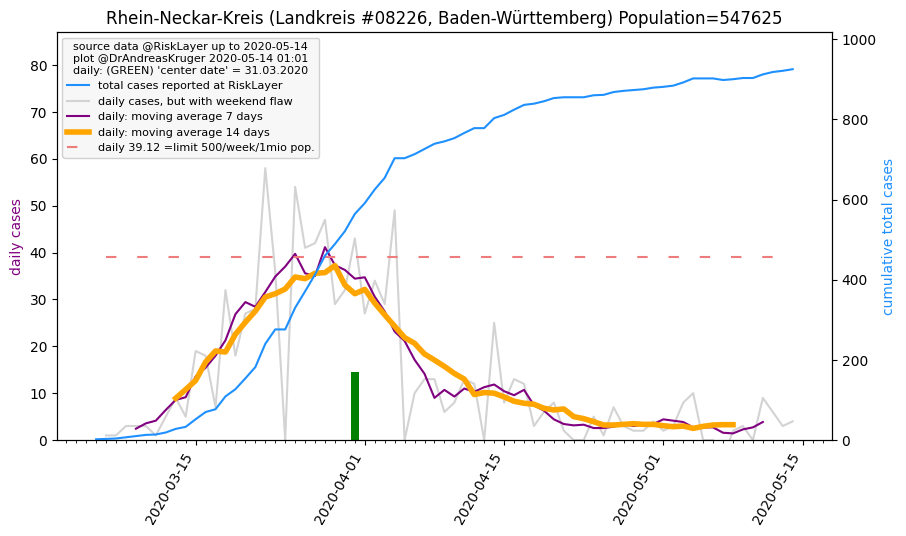 Rhein-Neckar-Kreis (Landkreis #08226, Baden-Württemberg) Population=547625
source data @RiskLayer up to 2020-05-14
plot @DrAndreasKruger 2020-05-14 01:01
daily: (GREEN) 'center date' = 31.03.2020
total cases reported at RiskLayer
daily cases, but with weekend flaw
daily: moving average 7 days
daily: moving average 14 days
daily 39.12 =limit 500/week/1mio pop.
daily cases
80
70
60
50
40
30
20
10
0
1000
800
600
400
200
0
cumulative total cases
2020-03-15
2020-04-01
2020-04-15
2020-05-01
2020-05-15